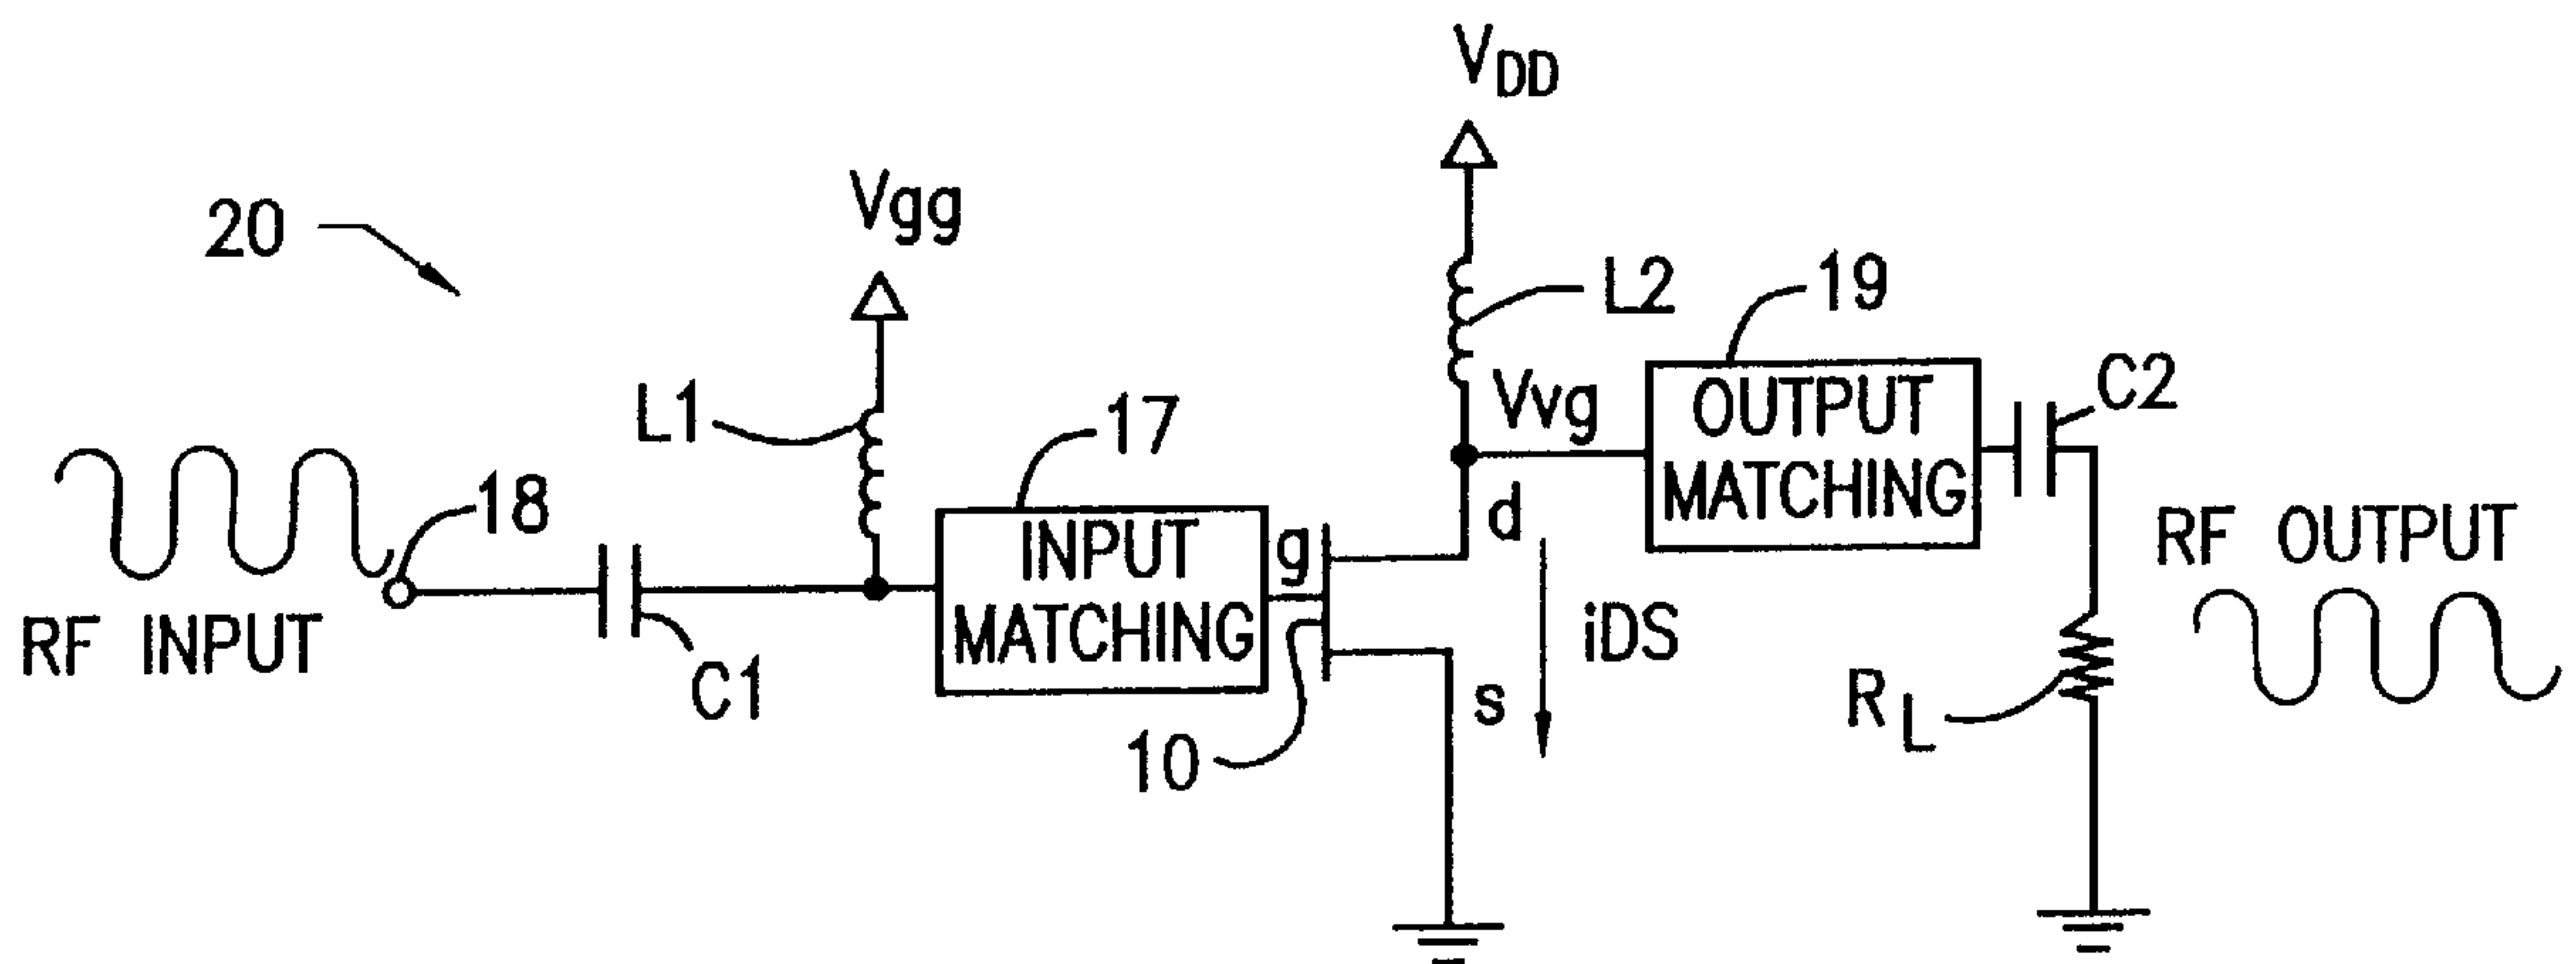 20
VDD
Vgg
L2
19
L1
17
Vvg
OUTPUT
MATCHING
C2
18
RF INPUT
C1
INPUT
MATCHING
g
d
s
iDS
10
RL
RF OUTPUT